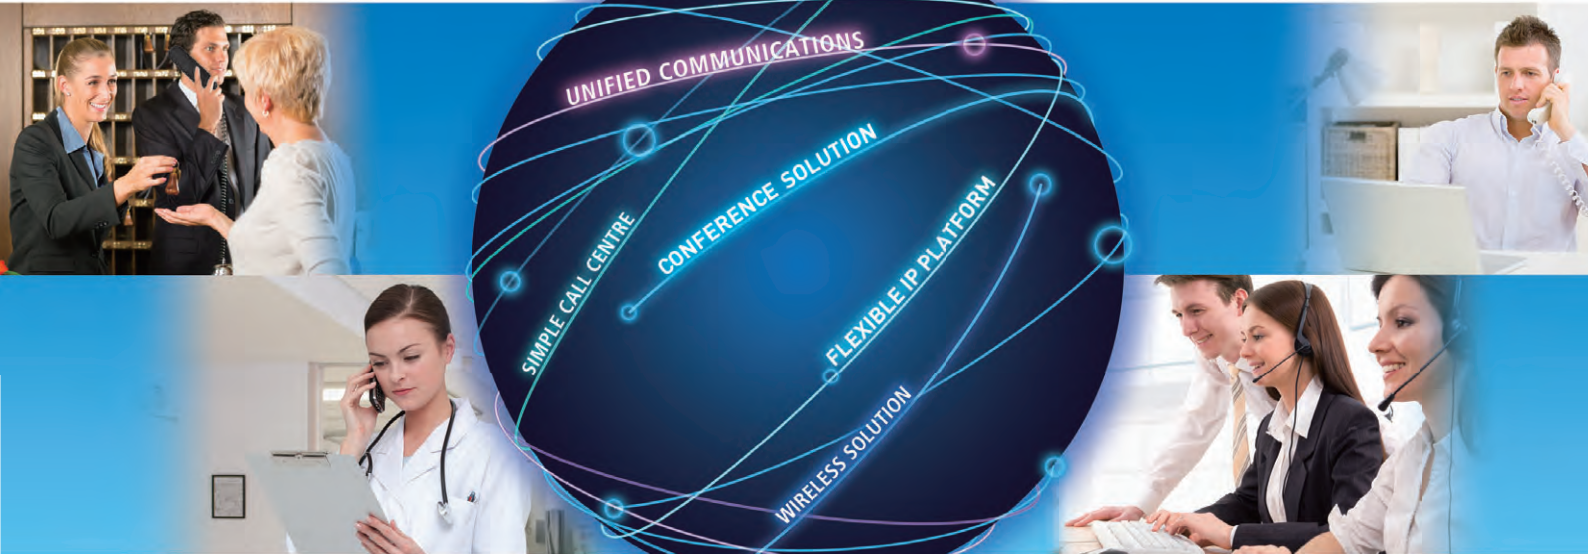 UNIFIED COMMUNICATIONS
CONFERENCE SOLUTION
SIMPLE CALL CENTRE
FLEXIBLE IP PLATFORM
WIRELESS SOLUTION